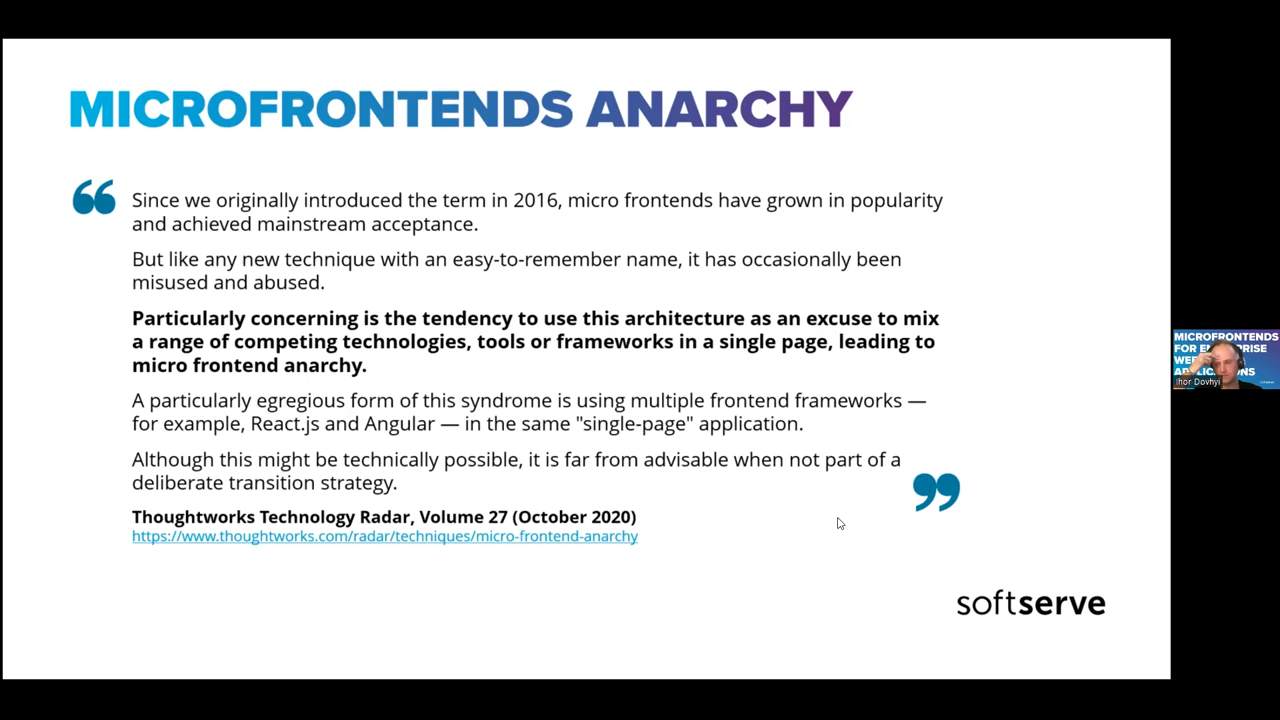 MICROFRONTENDS ANARCHY
“
Since we originally introduced the term in 2016, micro frontends have grown in popularity
and achieved mainstream acceptance.
But like any new technique with an easy-to-remember name, it has occasionally been
misused and abused.
Particularly concerning is the tendency to use this architecture as an excuse to mix
a range of competing technologies, tools or frameworks in a single page, leading to
micro frontend anarchy.
A particularly egregious form of this syndrome is using multiple frontend frameworks —
for example, React.js and Angular — in the same "single-page" application.
Although this might be technically possible, it is far from advisable when not part of a
deliberate transition strategy.
”
Thoughtworks Technology Radar, Volume 27 (October 2020)
https://www.thoughtworks.com/radar/techniques/micro-frontend-anarchy
softserve
MICROFRONTENDS
FOR EN
RISE
WE
APPLICATIONS
Ihor Dovhyi